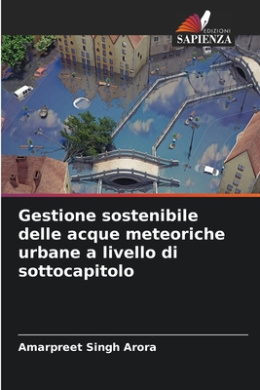 EDIZIONI
SAPIENZA
Gestione sostenibile
delle acque meteoriche
urbane a livello di
sottocapitolo
Amarpreet Singh Arora